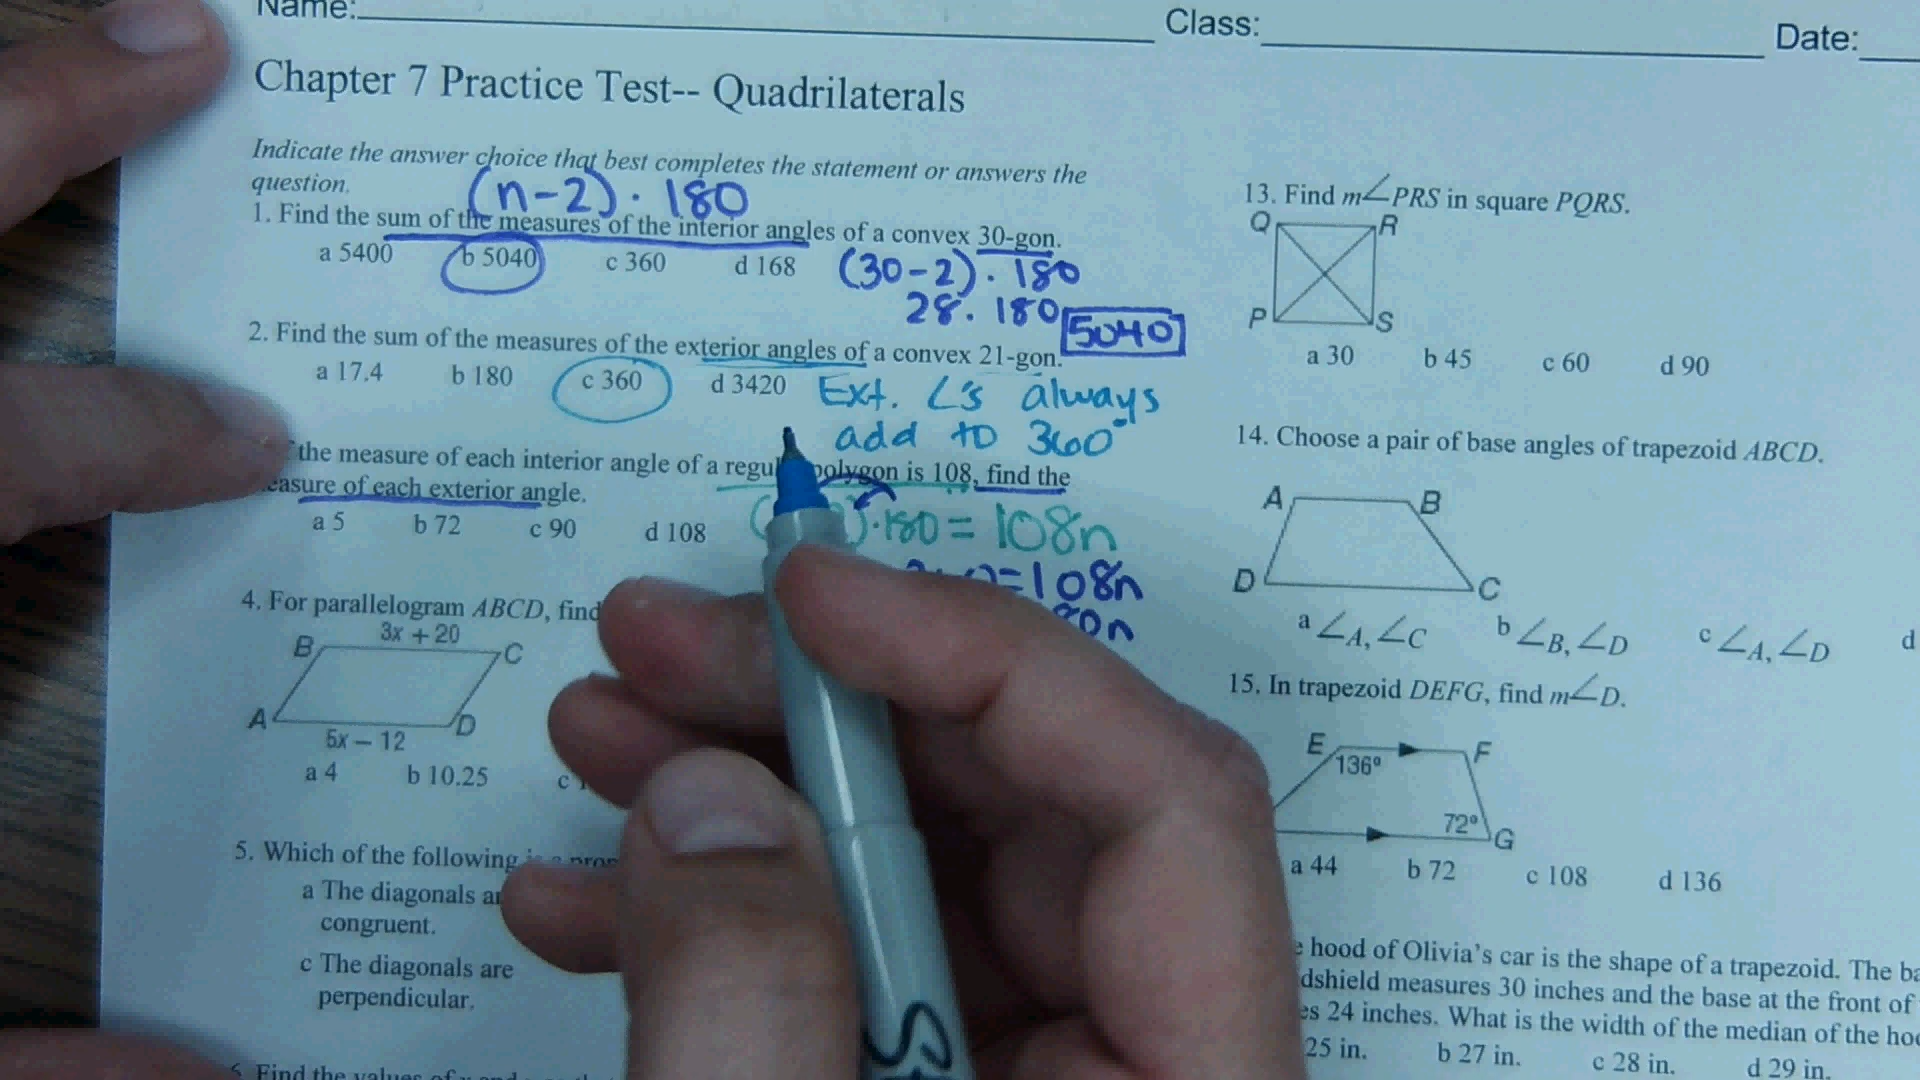 Name:
Class:
Date:
Chapter 7 Practice Test-- Quadrilaterals
Indicate the answer choice that best completes the statement or answers the
question.
(n-2)·180
1. Find the sum of the measures of the interior angles of a convex 30-gon.
a 5400 b 5040 c 360 d 168
(30-2)·180
28·180
5040
2. Find the sum of the measures of the exterior angles of a convex 21-gon.
a 17.4 b 180 c 360 d 3420
Ext. ∠'s always
add to 360°
the measure of each interior angle of a polygon is 108, find the
of each exterior angle.
a 5 b 72 c 90 d 108
·180=108n
=108n
4. For parallelogram ABCD, find
B 3x + 20 C
A D
5x – 12
a 4 b 10.25 c
5. Which of the following
a The diagonals
congruent.
c The diagonals are
perpendicular.
Find the values of
13. Find m∠PRS in square PQRS.
Q R
P S
a 30 b 45 c 60 d 90
14. Choose a pair of base angles of trapezoid ABCD.
A B
D C
a ∠A, ∠C b ∠B, ∠D c ∠A, ∠D d
15. In trapezoid DEFG, find m∠D.
E F
136°
72° G
a 44 b 72 c 108 d 136
hood of Olivia's car is the shape of a trapezoid. The
measures 30 inches and the base at the front of
24 inches. What is the width of the median of the
25 in. b 27 in. c 28 in. d 29 in.